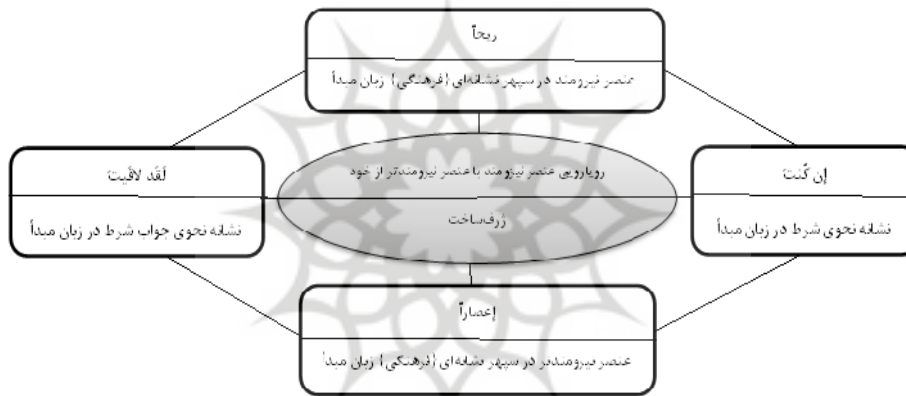 ریحاً
عنصر نیرومند در سپهر نشانه‌ای (فرهنگی) زبان مبدأ
إن کُنتَ
نشانه نحوی شرط در زبان مبدأ
رویارویی عنصر نیرومند با عنصر نیرومندتر از خود
ژرف‌ساخت
لَقَد لاقَیتَ
نشانه نحوی جواب شرط در زبان مبدأ
إعصاراً
عنصر نیرومندتر در سپهر نشانه‌ای (فرهنگی) زبان مبدأ